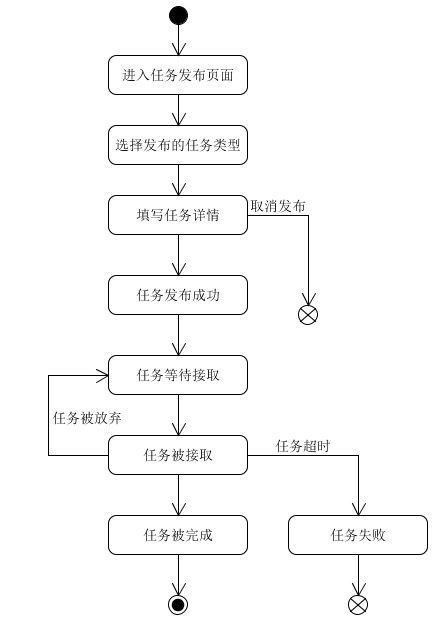 进入任务发布页面
选择发布的任务类型
填写任务详情
取消发布
任务发布成功
任务等待接取
任务被放弃
任务被接取
任务超时
任务被完成
任务失败